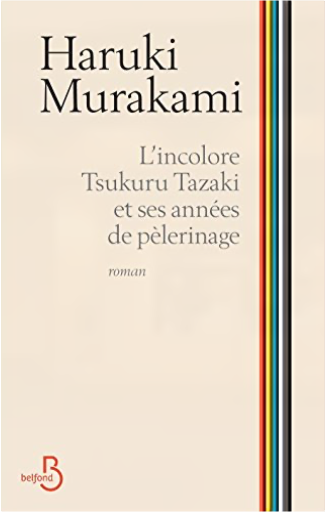 Haruki
Murakami
L'incolore
Tsukuru Tazaki
et ses années
de pèlerinage
roman
belfond